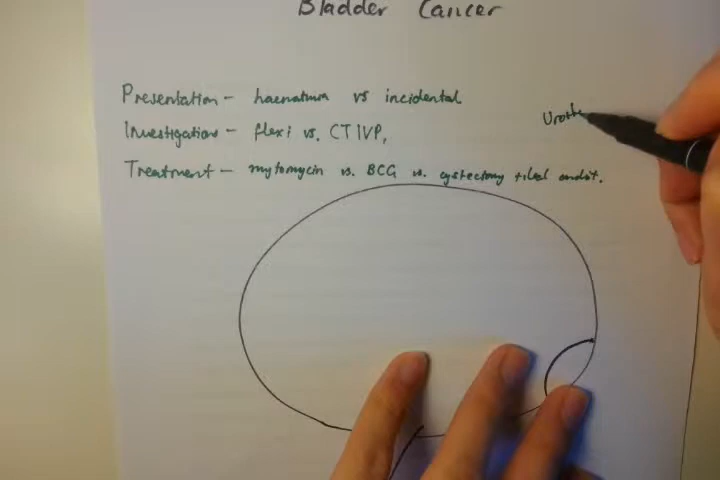 Bladder Cancer
Presentation - haematuria vs incidental
Investigation - flexi vs. CT IVP,
Urothe
Treatment - mytomycin vs. BCG vs. cystectomy + ileal conduit.